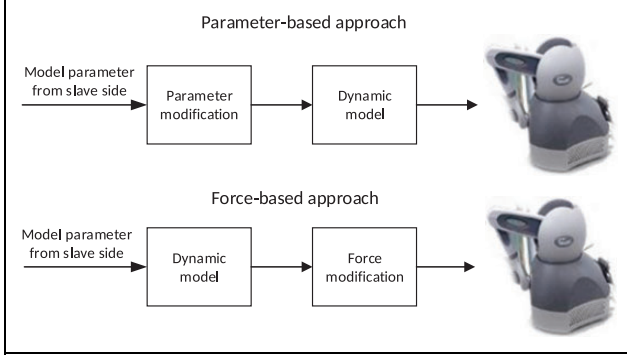 Parameter-based approach
Model parameter
from slave side
Parameter
modification
Dynamic
model
Force-based approach
Model parameter
from slave side
Dynamic
model
Force
modification